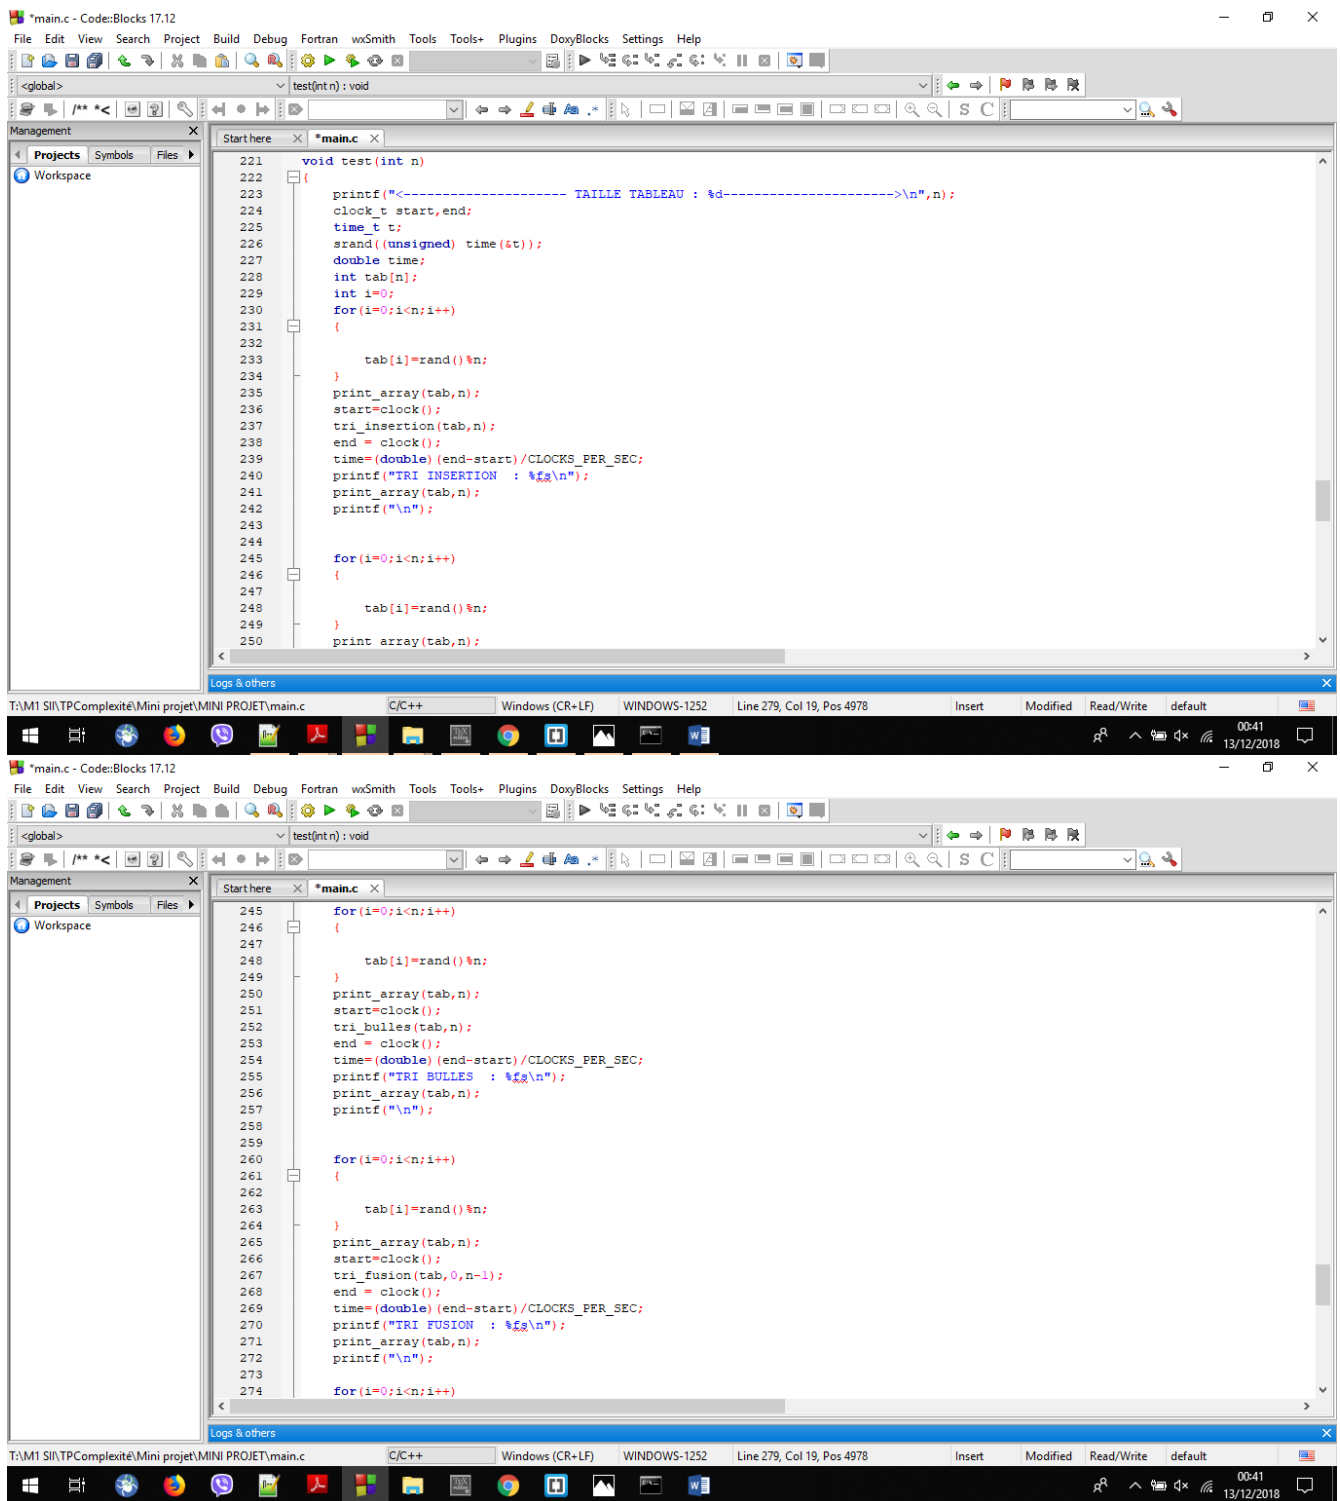 *main.c - Code::Blocks 17.12
File Edit View Search Project Build Debug Fortran wxSmith Tools Tools+ Plugins DoxyBlocks Settings Help
<global> test(int n) : void
/** *< S C
Management
Start here *main.c
Projects Symbols Files
Workspace
221 void test(int n)
222 {
223 printf("<--------------------- TAILLE TABLEAU : %d---------------------->\n",n);
224 clock_t start,end;
225 time_t t;
226 srand((unsigned) time(&t));
227 double time;
228 int tab[n];
229 int i=0;
230 for(i=0;i<n;i++)
231 {
232
233 tab[i]=rand()%n;
234 }
235 print_array(tab,n);
236 start=clock();
237 tri_insertion(tab,n);
238 end = clock();
239 time=(double)(end-start)/CLOCKS_PER_SEC;
240 printf("TRI INSERTION  : %fs\n");
241 print_array(tab,n);
242 printf("\n");
243
244
245 for(i=0;i<n;i++)
246 {
247
248 tab[i]=rand()%n;
249 }
250 print_array(tab,n);
Logs & others
T:\M1 SII\TPComplexité\Mini projet\MINI PROJET\main.c C/C++ Windows (CR+LF) WINDOWS-1252 Line 279, Col 19, Pos 4978 Insert Modified Read/Write default
00:41
13/12/2018
*main.c - Code::Blocks 17.12
File Edit View Search Project Build Debug Fortran wxSmith Tools Tools+ Plugins DoxyBlocks Settings Help
<global> test(int n) : void
/** *< S C
Management
Start here *main.c
Projects Symbols Files
Workspace
245 for(i=0;i<n;i++)
246 {
247
248 tab[i]=rand()%n;
249 }
250 print_array(tab,n);
251 start=clock();
252 tri_bulles(tab,n);
253 end = clock();
254 time=(double)(end-start)/CLOCKS_PER_SEC;
255 printf("TRI BULLES  : %fs\n");
256 print_array(tab,n);
257 printf("\n");
258
259
260 for(i=0;i<n;i++)
261 {
262
263 tab[i]=rand()%n;
264 }
265 print_array(tab,n);
266 start=clock();
267 tri_fusion(tab,0,n-1);
268 end = clock();
269 time=(double)(end-start)/CLOCKS_PER_SEC;
270 printf("TRI FUSION  : %fs\n");
271 print_array(tab,n);
272 printf("\n");
273
274 for(i=0;i<n;i++)
Logs & others
T:\M1 SII\TPComplexité\Mini projet\MINI PROJET\main.c C/C++ Windows (CR+LF) WINDOWS-1252 Line 279, Col 19, Pos 4978 Insert Modified Read/Write default
00:41
13/12/2018